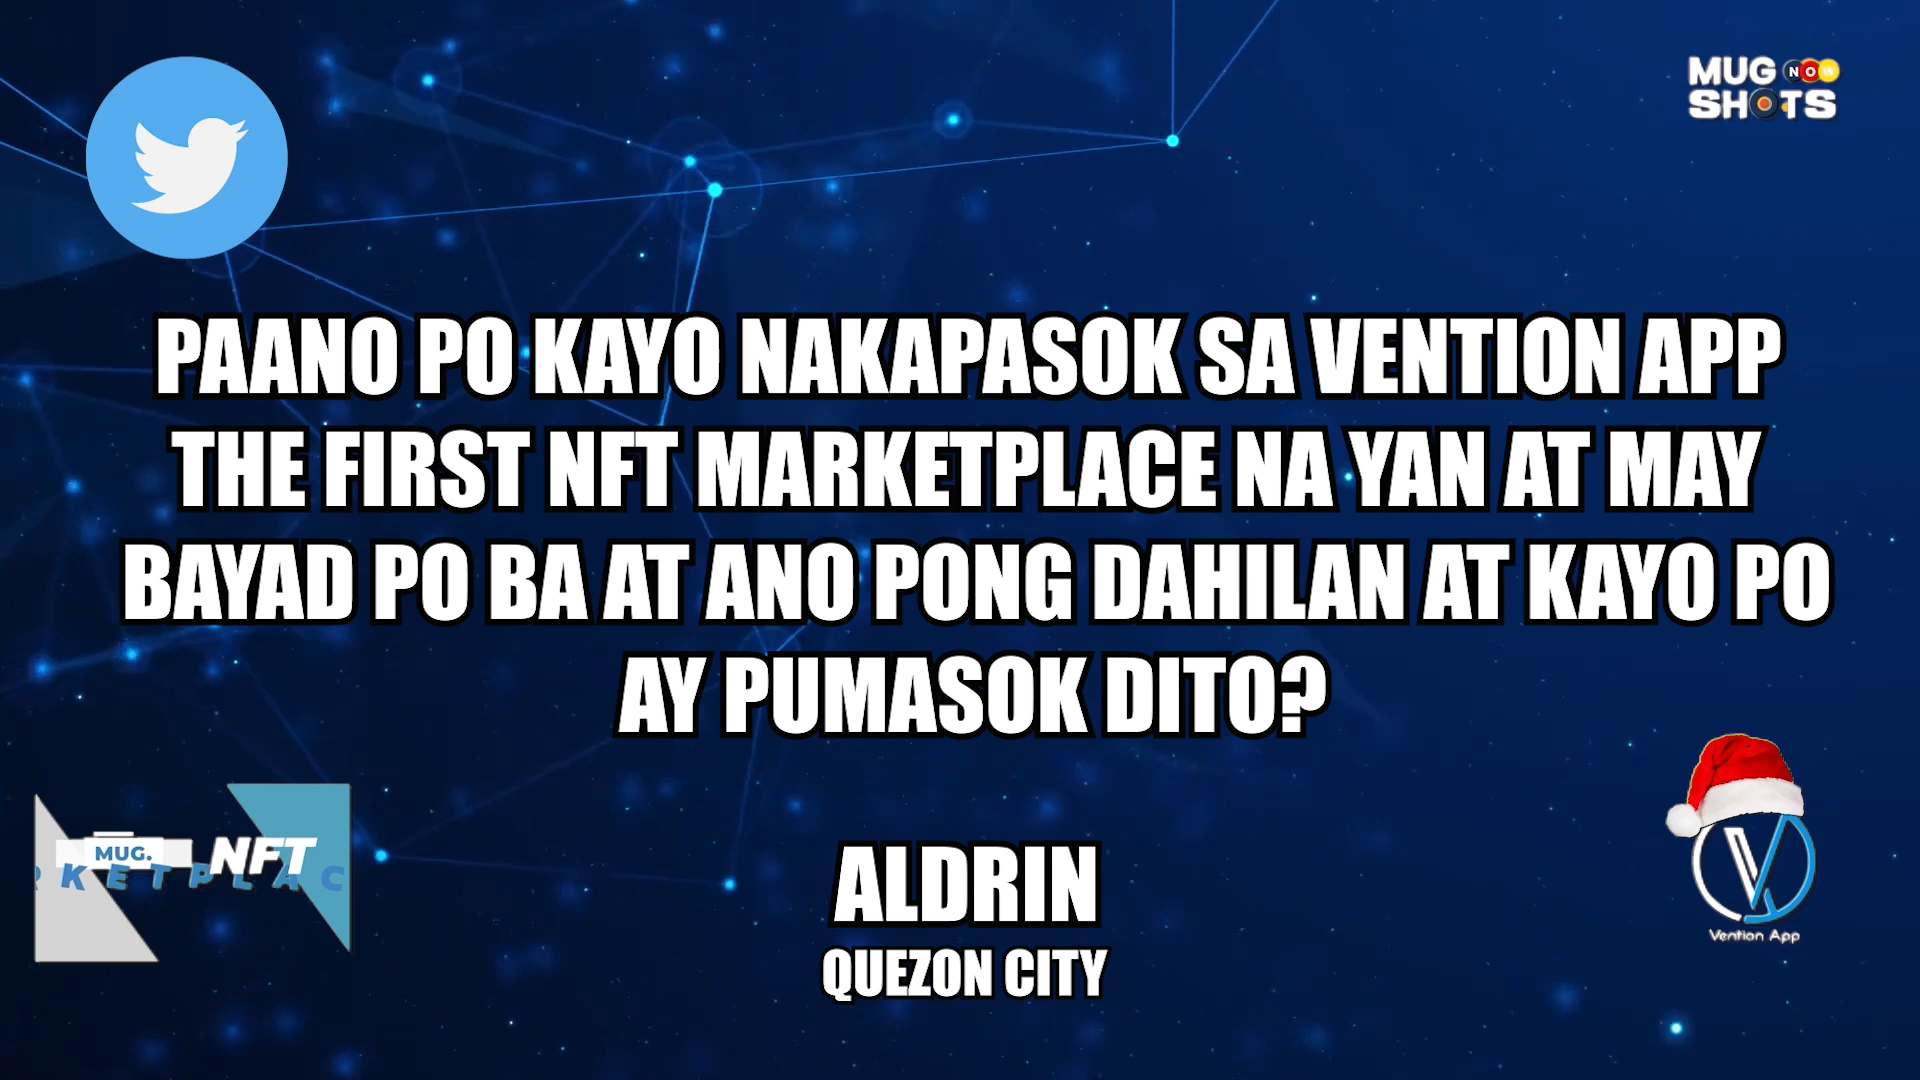 MUG NOW
SHOTS
PAANO PO KAYO NAKAPASOK SA VENTION APP
THE FIRST NFT MARKETPLACE NA YAN AT MAY
BAYAD PO BA AT ANO PONG DAHILAN AT KAYO PO
AY PUMASOK DITO?
MUG. NFT
RKETPLAC
ALDRIN
QUEZON CITY
Vention App